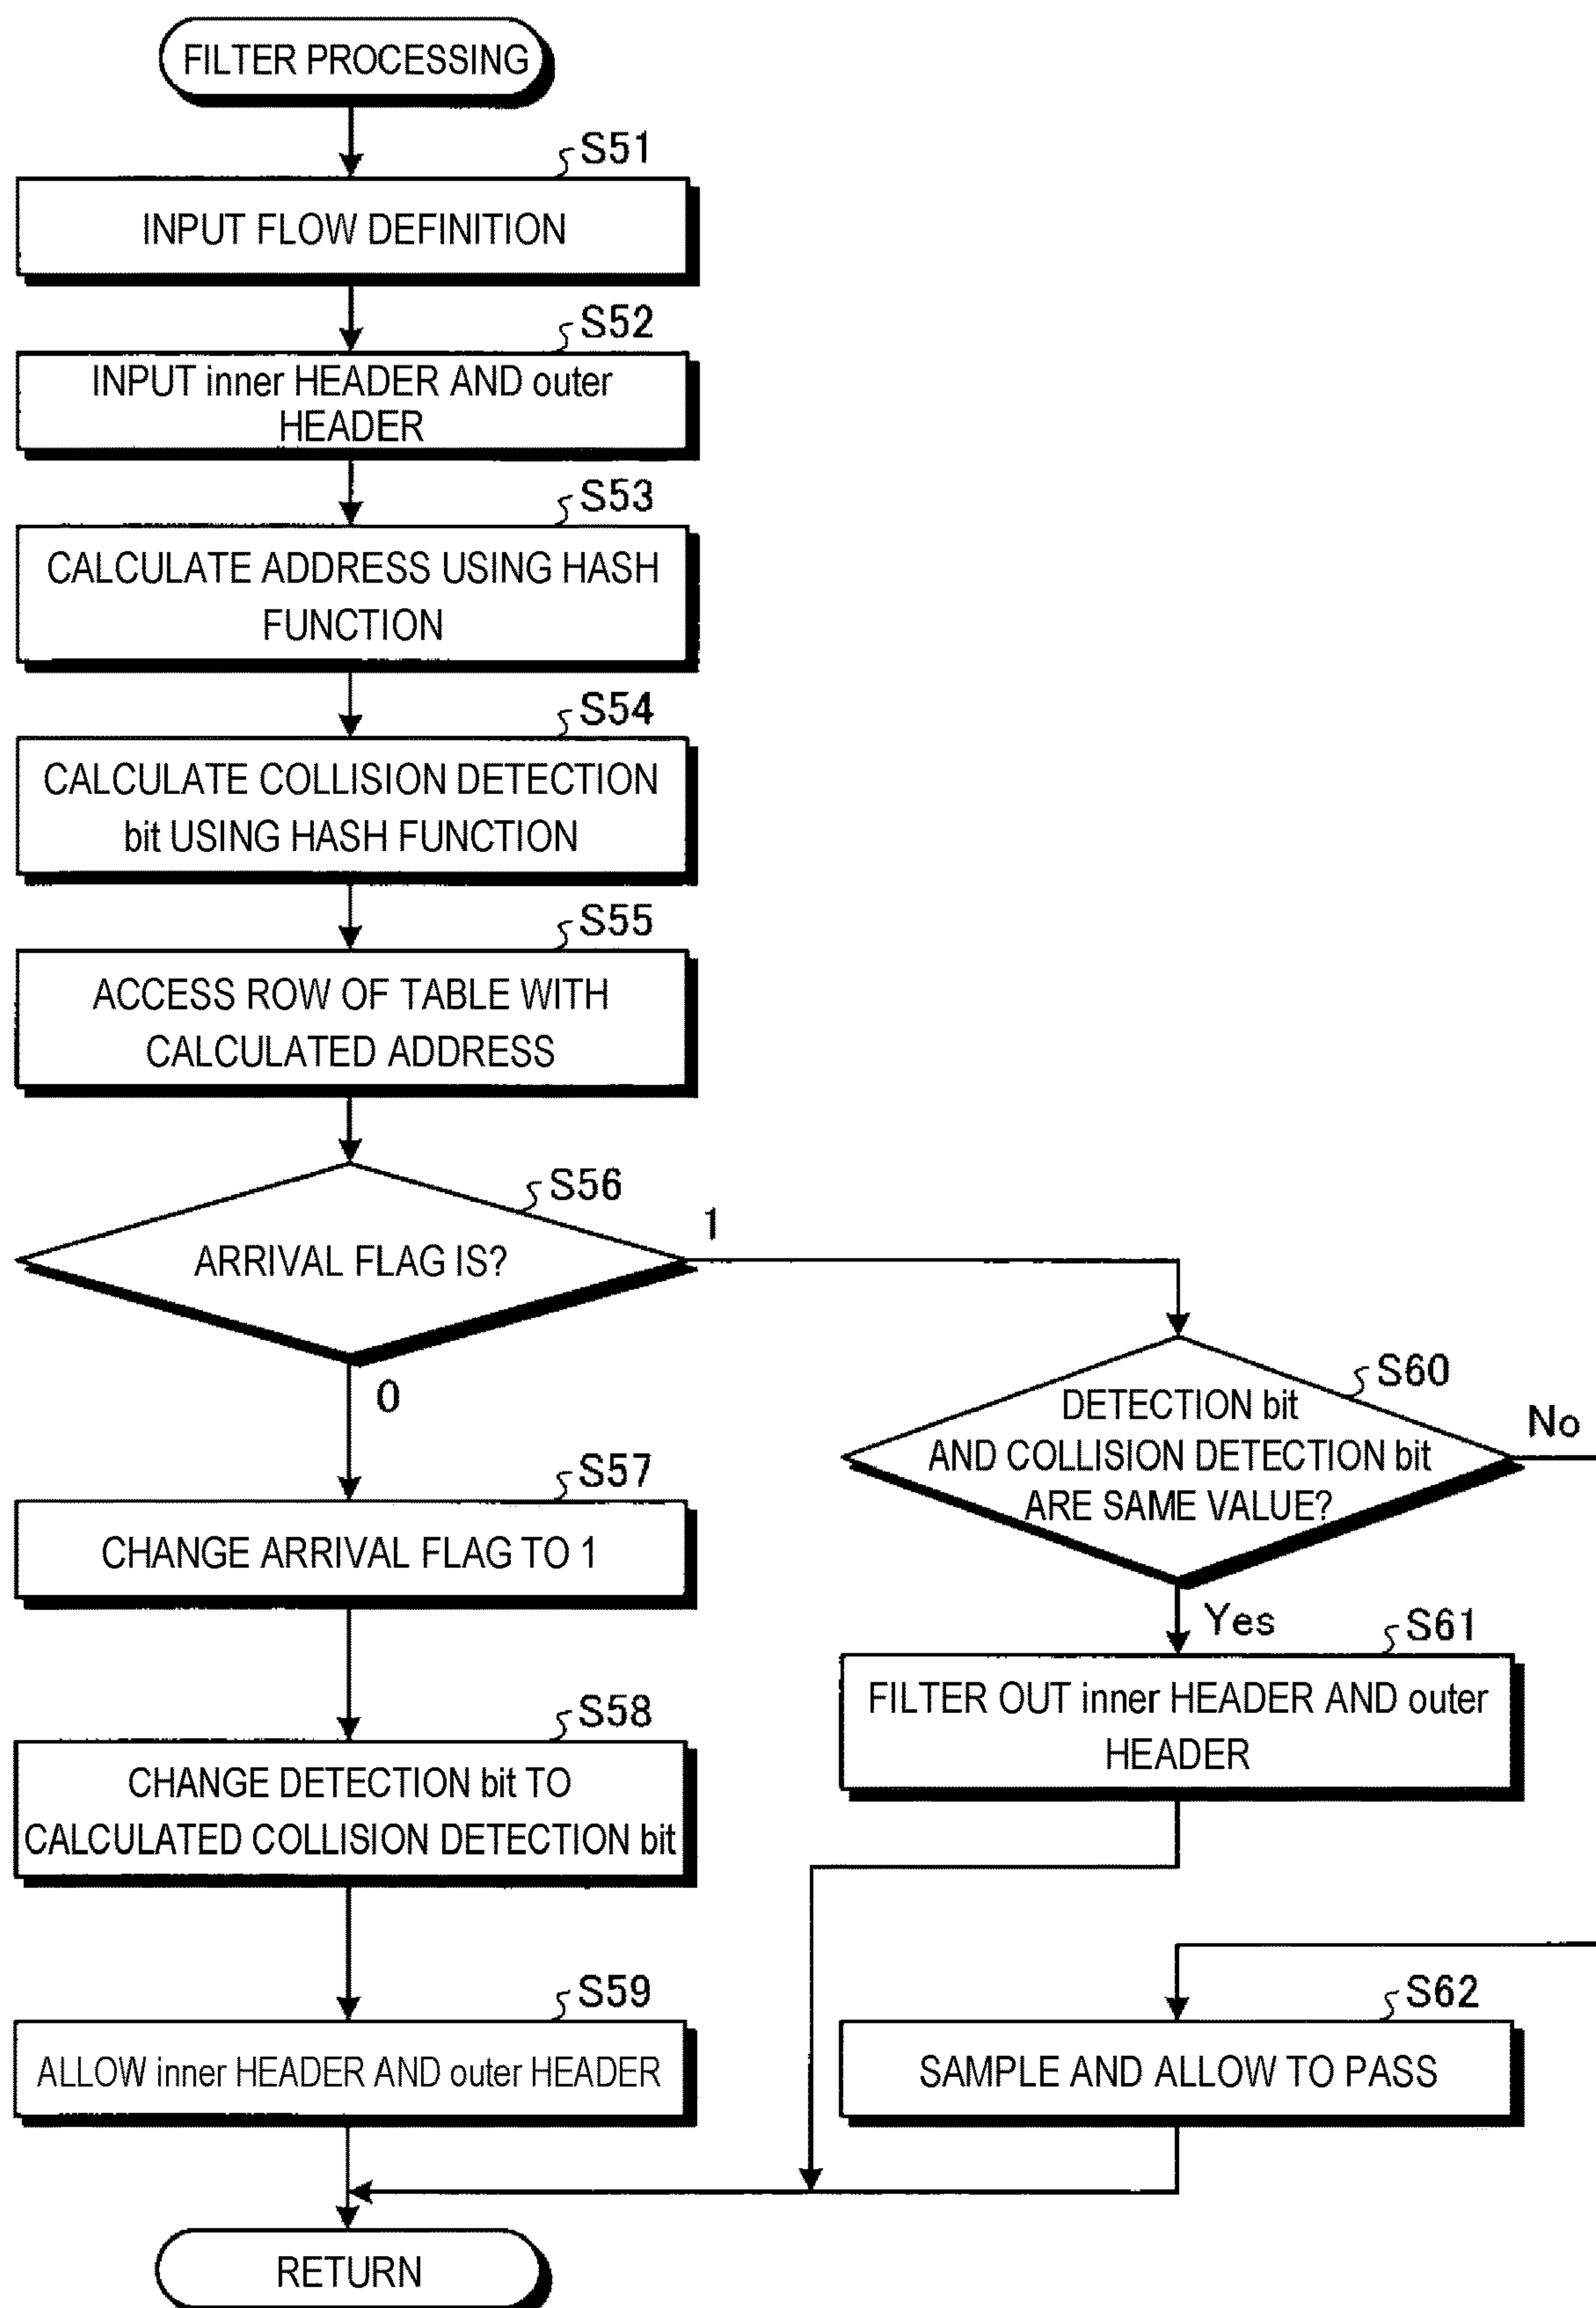 FILTER PROCESSING
S51
INPUT FLOW DEFINITION
S52
INPUT inner HEADER AND outer
HEADER
S53
CALCULATE ADDRESS USING HASH
FUNCTION
S54
CALCULATE COLLISION DETECTION
bit USING HASH FUNCTION
S55
ACCESS ROW OF TABLE WITH
CALCULATED ADDRESS
S56
ARRIVAL FLAG IS?
1
0
S57
CHANGE ARRIVAL FLAG TO 1
S58
CHANGE DETECTION bit TO
CALCULATED COLLISION DETECTION bit
S59
ALLOW inner HEADER AND outer HEADER
S60
DETECTION bit
AND COLLISION DETECTION bit
ARE SAME VALUE?
No
Yes
S61
FILTER OUT inner HEADER AND outer
HEADER
S62
SAMPLE AND ALLOW TO PASS
RETURN